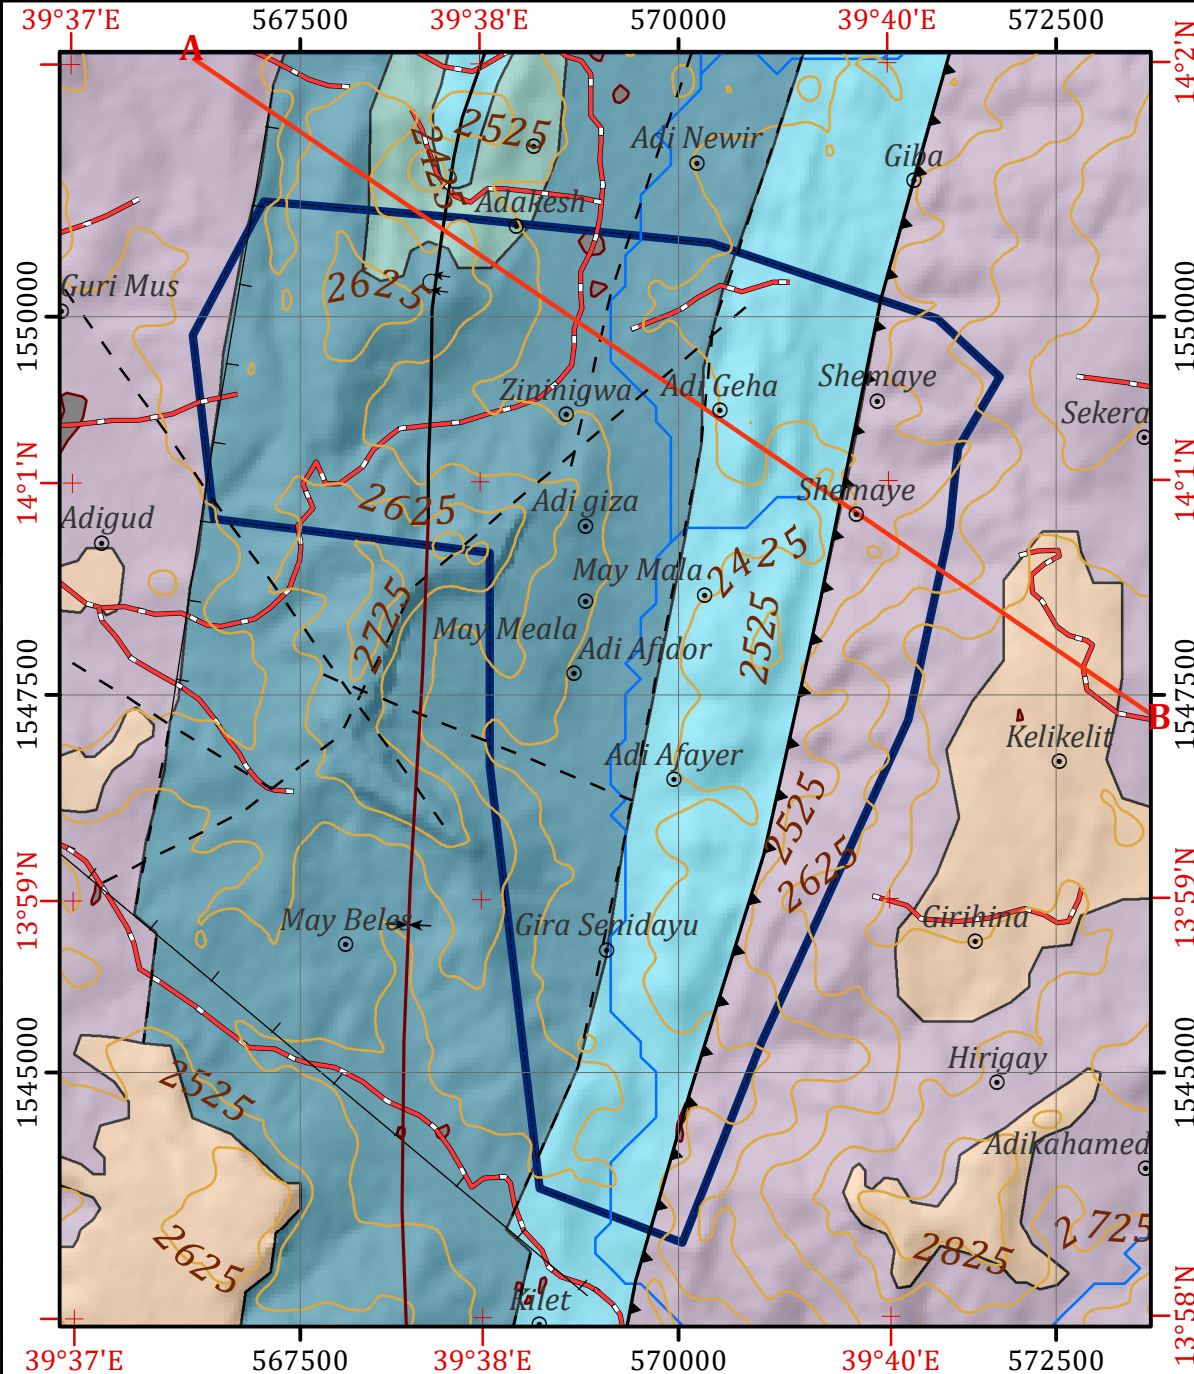 39°37'E 567500 39°38'E 570000 39°40'E 572500
A
14°2'N
14°2'N
2525
2425
Adi Newir
Giba
Adakesh
Guri Mus
2625
1550000
1550000
Zininigwa
Adi Geha
Shemaye
Sekera
14°1'N
14°1'N
2625
Adi giza
Shemaye
Adigud
2425
May Mala
2725
2525
May Meala
Adi Afidor
1547500
1547500
B
Kelikelit
Adi Afayer
2525
2625
13°59'N
13°59'N
May Beles
Gira Senidayu
Girihina
1545000
1545000
Hirigay
2525
Adikahamed
2625
2825
2725
Kilet
13°58'N
39°37'E 567500 39°38'E 570000 39°40'E 572500